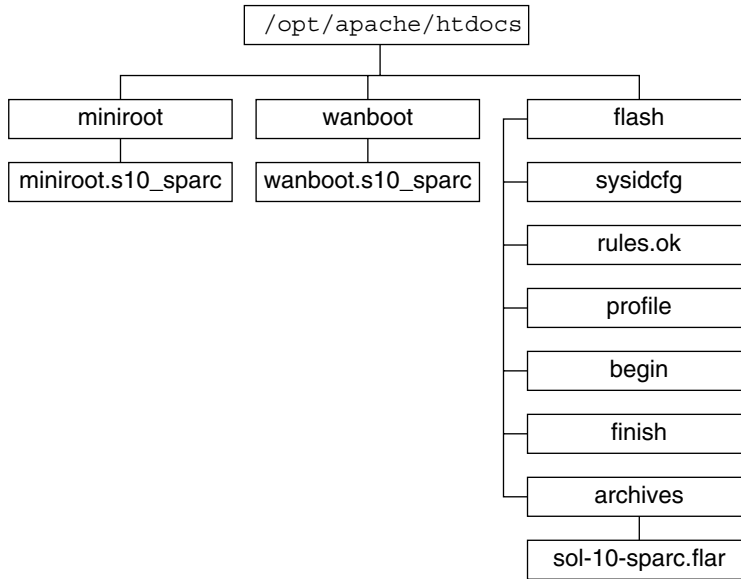 /opt/apache/htdocs
miniroot
wanboot
flash
miniroot.s10_sparc
wanboot.s10_sparc
sysidcfg
rules.ok
profile
begin
finish
archives
sol-10-sparc.flar